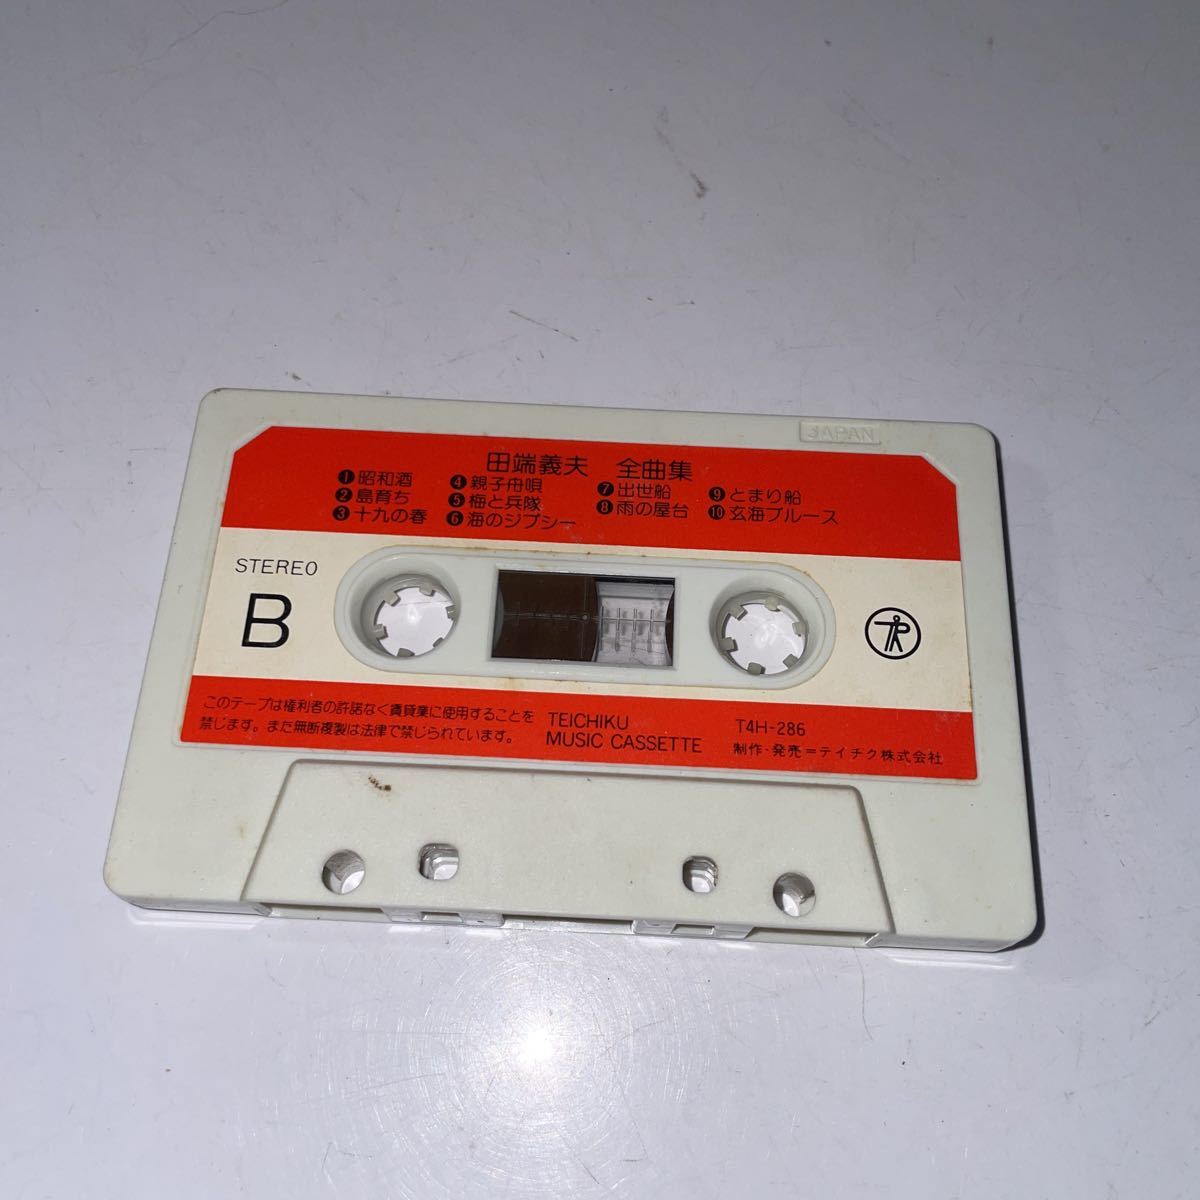 JAPAN
田端義夫 全曲集
❶昭和酒 ❹親子舟唄 ❼出世船 ❾とまり船
❷島育ち ❺梅と兵隊 ❽雨の屋台 ❿玄海ブルース
❸十九の春 ❻海のジプシー
STEREO
B
TR
このテープは権利者の許諾なく賃貸業に使用することを
禁じます。また無断複製は法律で禁じられています。
TEICHIKU
MUSIC CASSETTE
T4H-286
制作・発売=テイチク株式会社